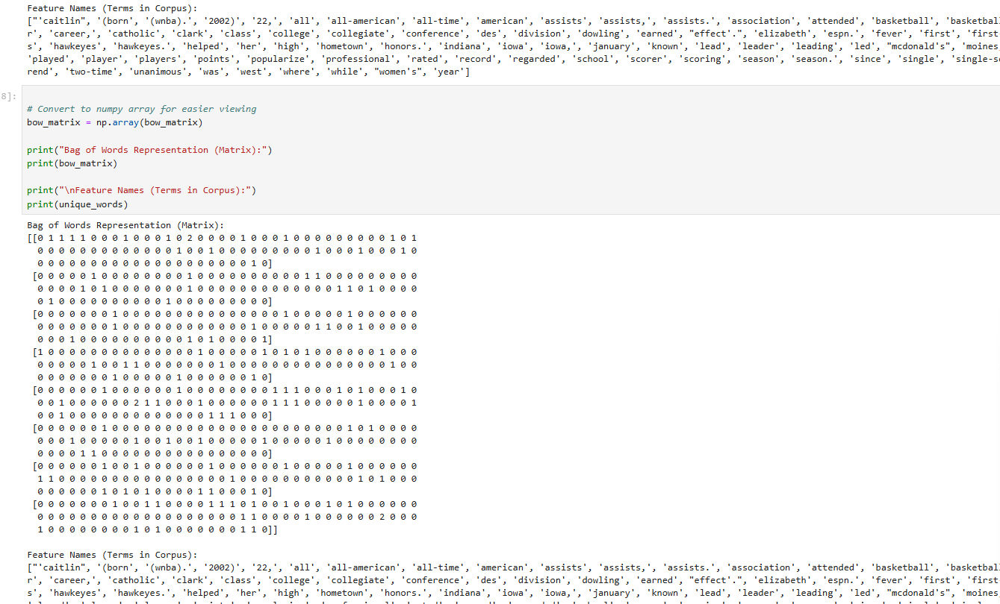 Feature Names (Terms in Corpus):
["'caitlin", '(born', '(wnba).', '2002)', '22,', 'all', 'all-american', 'all-time', 'american', 'assists', 'assists,', 'assists.', 'association', 'attended', 'basketball', 'basketbal
r', 'career,', 'catholic', 'clark', 'class', 'college', 'collegiate', 'conference', 'des', 'division', 'dowling', 'earned', "effect'.", 'elizabeth', 'espn.', 'fever', 'first', 'first
s', 'hawkeyes', 'hawkeyes.', 'helped', 'her', 'high', 'hometown', 'honors.', 'indiana', 'iowa', 'iowa,', 'january', 'known', 'lead', 'leader', 'leading', 'led', "mcdonald's", 'moines
'played', 'player', 'players', 'points', 'popularize', 'professional', 'rated', 'record', 'regarded', 'school', 'scorer', 'scoring', 'season', 'season.', 'since', 'single', 'single-s
rend', 'two-time', 'unanimous', 'was', 'west', 'where', 'while', "women's", 'year']
8]:
# Convert to numpy array for easier viewing
bow_matrix = np.array(bow_matrix)
print("Bag of Words Representation (Matrix):")
print(bow_matrix)
print("\nFeature Names (Terms in Corpus):")
print(unique_words)
Bag of Words Representation (Matrix):
[[0 1 1 1 1 0 0 0 1 0 0 0 1 0 2 0 0 0 0 1 0 0 0 1 0 0 0 0 0 0 0 0 0 1 0 1
0 0 0 0 0 0 0 0 0 0 0 0 0 1 0 0 1 0 0 0 0 0 0 0 0 0 1 0 0 0 1 0 0 0 1 0
0 0 0 0 0 0 0 0 0 0 0 0 0 0 0 0 0 0 0 0 1 0]
[0 0 0 0 0 1 0 0 0 0 0 0 0 0 1 0 0 0 0 0 0 0 0 0 0 1 1 0 0 0 0 0 0 0 0 0
0 0 0 0 1 0 1 0 0 0 0 0 0 0 1 0 0 0 0 0 0 0 0 0 0 0 0 0 1 1 0 1 0 0 0 0
0 1 0 0 0 0 0 0 0 0 0 0 1 0 0 0 0 0 0 0 0 0]
[0 0 0 0 0 0 0 1 0 0 0 0 0 0 0 0 0 0 0 0 0 0 0 1 0 0 0 0 0 1 0 0 0 0 0 0
0 0 0 0 0 0 0 1 0 0 0 0 0 0 0 0 0 0 0 0 1 0 0 0 0 0 1 1 0 0 1 0 0 0 0 0
0 0 0 1 0 0 0 0 0 0 0 0 0 0 1 0 1 0 0 0 0 1]
[1 0 0 0 0 0 0 0 0 0 0 0 0 0 0 1 0 0 0 0 0 1 0 1 0 1 0 0 0 0 0 0 1 0 0 0
0 0 0 0 0 1 0 0 1 1 0 0 0 0 0 0 0 1 0 0 0 0 0 0 0 0 0 0 0 0 0 0 0 1 0 0
0 0 0 0 0 0 0 1 0 0 0 0 0 1 0 0 0 0 0 0 1 0]
[0 0 0 0 0 0 1 0 0 0 0 0 0 1 0 0 0 0 0 0 0 0 1 1 1 0 0 0 1 0 1 0 0 0 1 0
0 0 1 0 0 0 0 0 0 2 1 1 0 0 0 1 0 0 0 0 0 0 1 1 1 0 0 0 0 0 1 0 0 0 0 1
0 0 1 0 0 0 0 0 0 0 0 0 0 0 0 0 1 1 1 0 0 0]
[0 0 0 0 0 0 1 0 0 0 0 0 0 0 0 0 0 0 0 0 0 0 0 0 0 0 0 0 0 1 0 1 0 0 0 0
0 0 0 1 0 0 0 0 0 1 0 0 1 0 0 1 0 0 0 0 0 1 0 0 0 0 0 1 0 0 0 0 0 0 0 0
0 0 0 0 1 1 0 0 0 0 0 0 0 0 0 0 0 0 0 0 0 0]
[0 0 0 0 0 0 1 0 0 1 0 0 0 0 0 0 1 0 0 0 0 0 0 1 0 0 0 0 0 1 0 0 0 0 0 0
1 1 0 0 0 0 0 0 0 0 0 0 0 0 0 0 0 0 1 0 0 0 0 0 0 0 0 0 0 0 1 0 1 0 0 0
0 0 0 0 0 0 1 0 1 0 1 0 0 0 0 1 1 0 0 0 1 0]
[0 0 0 0 0 0 0 1 0 0 1 1 0 0 0 0 1 1 1 0 1 0 0 1 0 0 0 1 0 1 0 0 0 0 0 0
0 0 0 0 0 0 0 0 0 0 0 0 0 0 0 0 0 0 0 1 1 0 0 0 0 1 0 0 0 0 0 0 2 0 0 0
1 0 0 0 0 0 0 0 0 1 0 1 0 0 0 0 0 0 0 1 1 0]]
Feature Names (Terms in Corpus):
["'caitlin", '(born', '(wnba).', '2002)', '22,', 'all', 'all-american', 'all-time', 'american', 'assists', 'assists,', 'assists.', 'association', 'attended', 'basketball', 'basketbal
r', 'career,', 'catholic', 'clark', 'class', 'college', 'collegiate', 'conference', 'des', 'division', 'dowling', 'earned', "effect'.", 'elizabeth', 'espn.', 'fever', 'first', 'first
s', 'hawkeyes', 'hawkeyes.', 'helped', 'her', 'high', 'hometown', 'honors.', 'indiana', 'iowa', 'iowa,', 'january', 'known', 'lead', 'leader', 'leading', 'led', "mcdonald's", 'moines